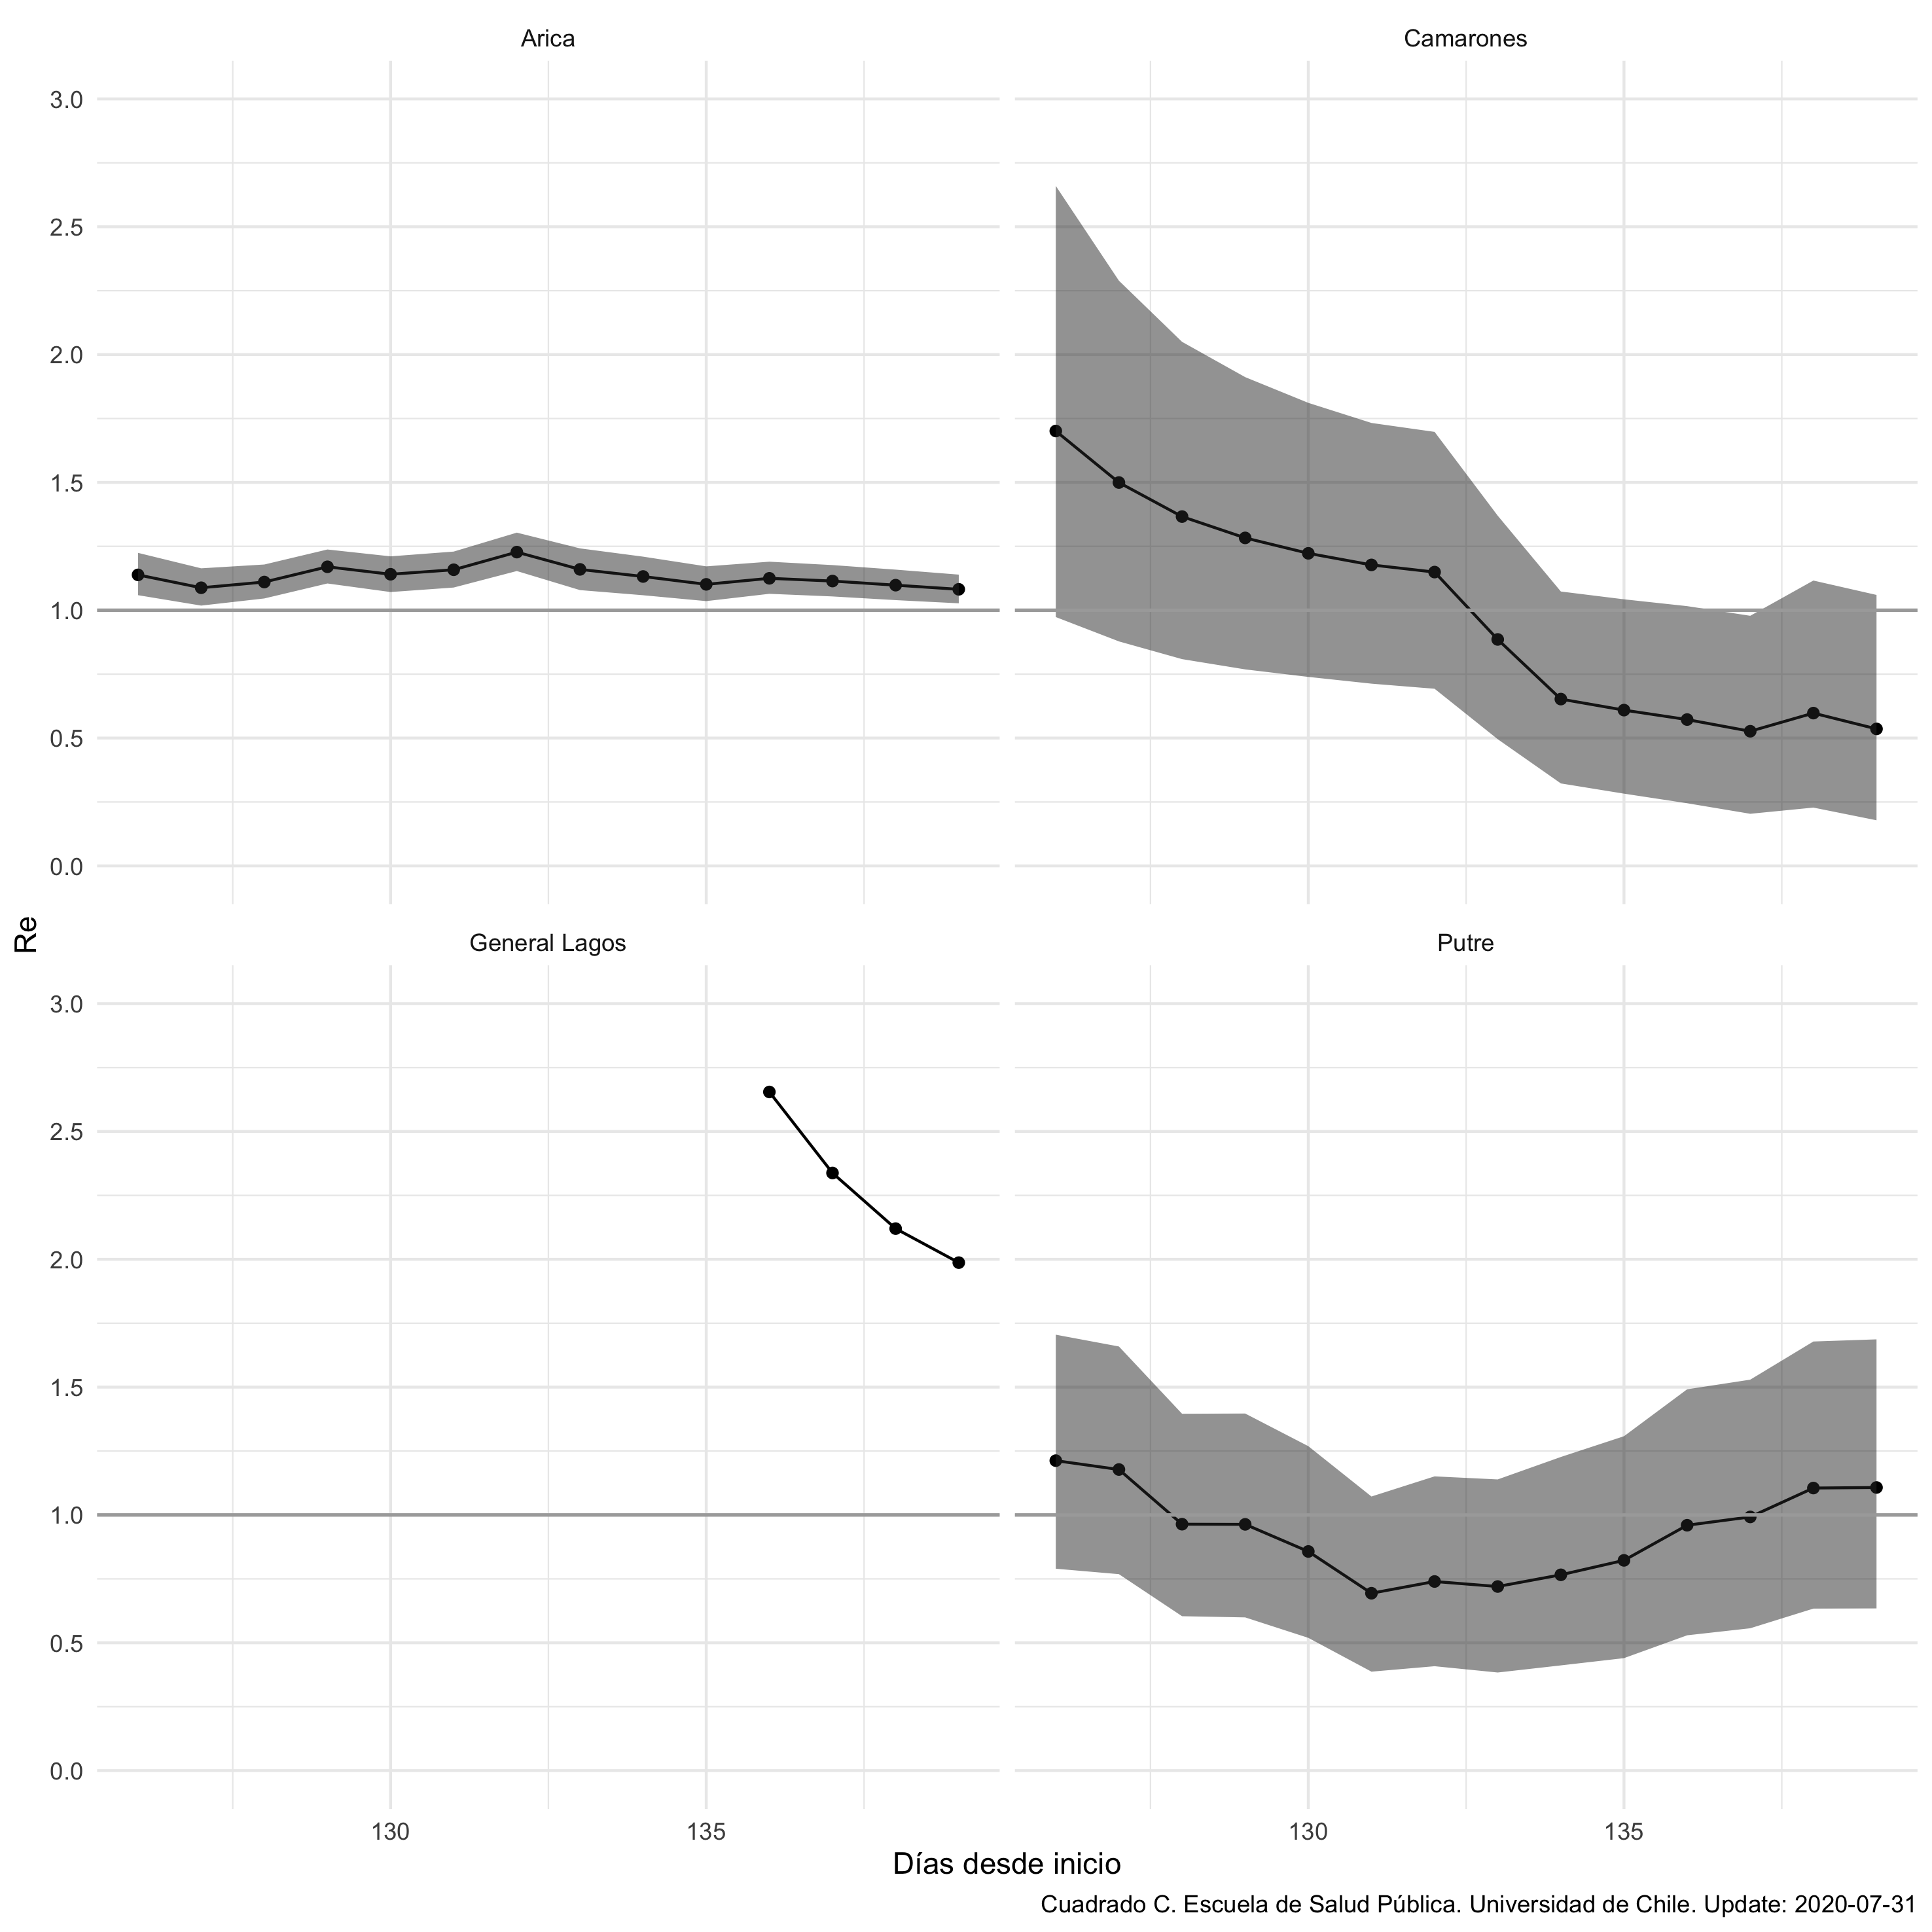 Arica
Camarones
3.0
2.5
2.0
1.5
1.0
0.5
0.0
Re
General Lagos
Putre
3.0
2.5
2.0
1.5
1.0
0.5
0.0
130
135
130
135
Días desde inicio
Cuadrado C. Escuela de Salud Pública. Universidad de Chile. Update: 2020-07-31